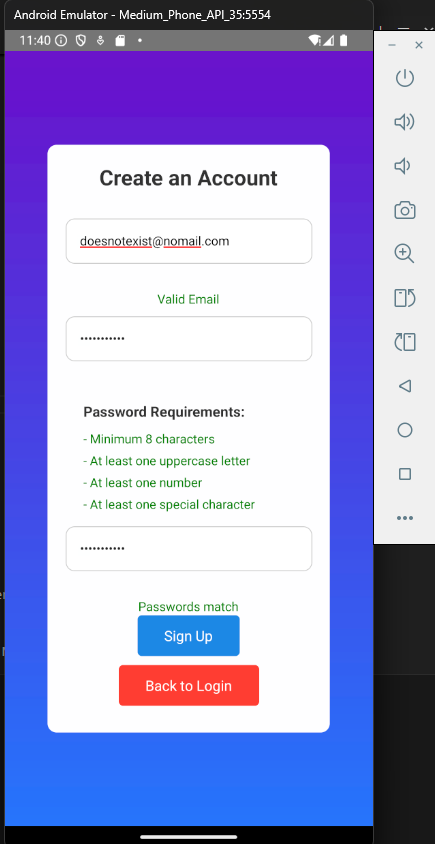 Android Emulator - Medium_Phone_API_35:5554
11:40
Create an Account
doesnotexist@nomail.com
Valid Email
•••••••••••
Password Requirements:
- Minimum 8 characters
- At least one uppercase letter
- At least one number
- At least one special character
•••••••••••
Passwords match
Sign Up
Back to Login